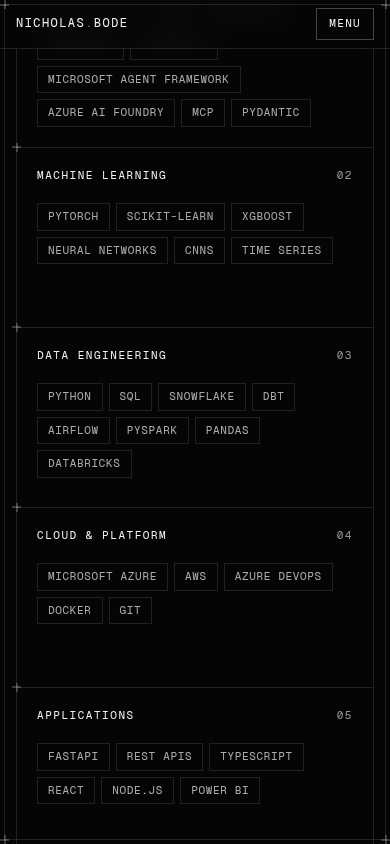 NICHOLAS.BODE MENU
MICROSOFT AGENT FRAMEWORK
AZURE AI FOUNDRY MCP PYDANTIC
MACHINE LEARNING 02
PYTORCH SCIKIT-LEARN XGBOOST
NEURAL NETWORKS CNNS TIME SERIES
DATA ENGINEERING 03
PYTHON SQL SNOWFLAKE DBT
AIRFLOW PYSPARK PANDAS
DATABRICKS
CLOUD & PLATFORM 04
MICROSOFT AZURE AWS AZURE DEVOPS
DOCKER GIT
APPLICATIONS 05
FASTAPI REST APIS TYPESCRIPT
REACT NODE.JS POWER BI